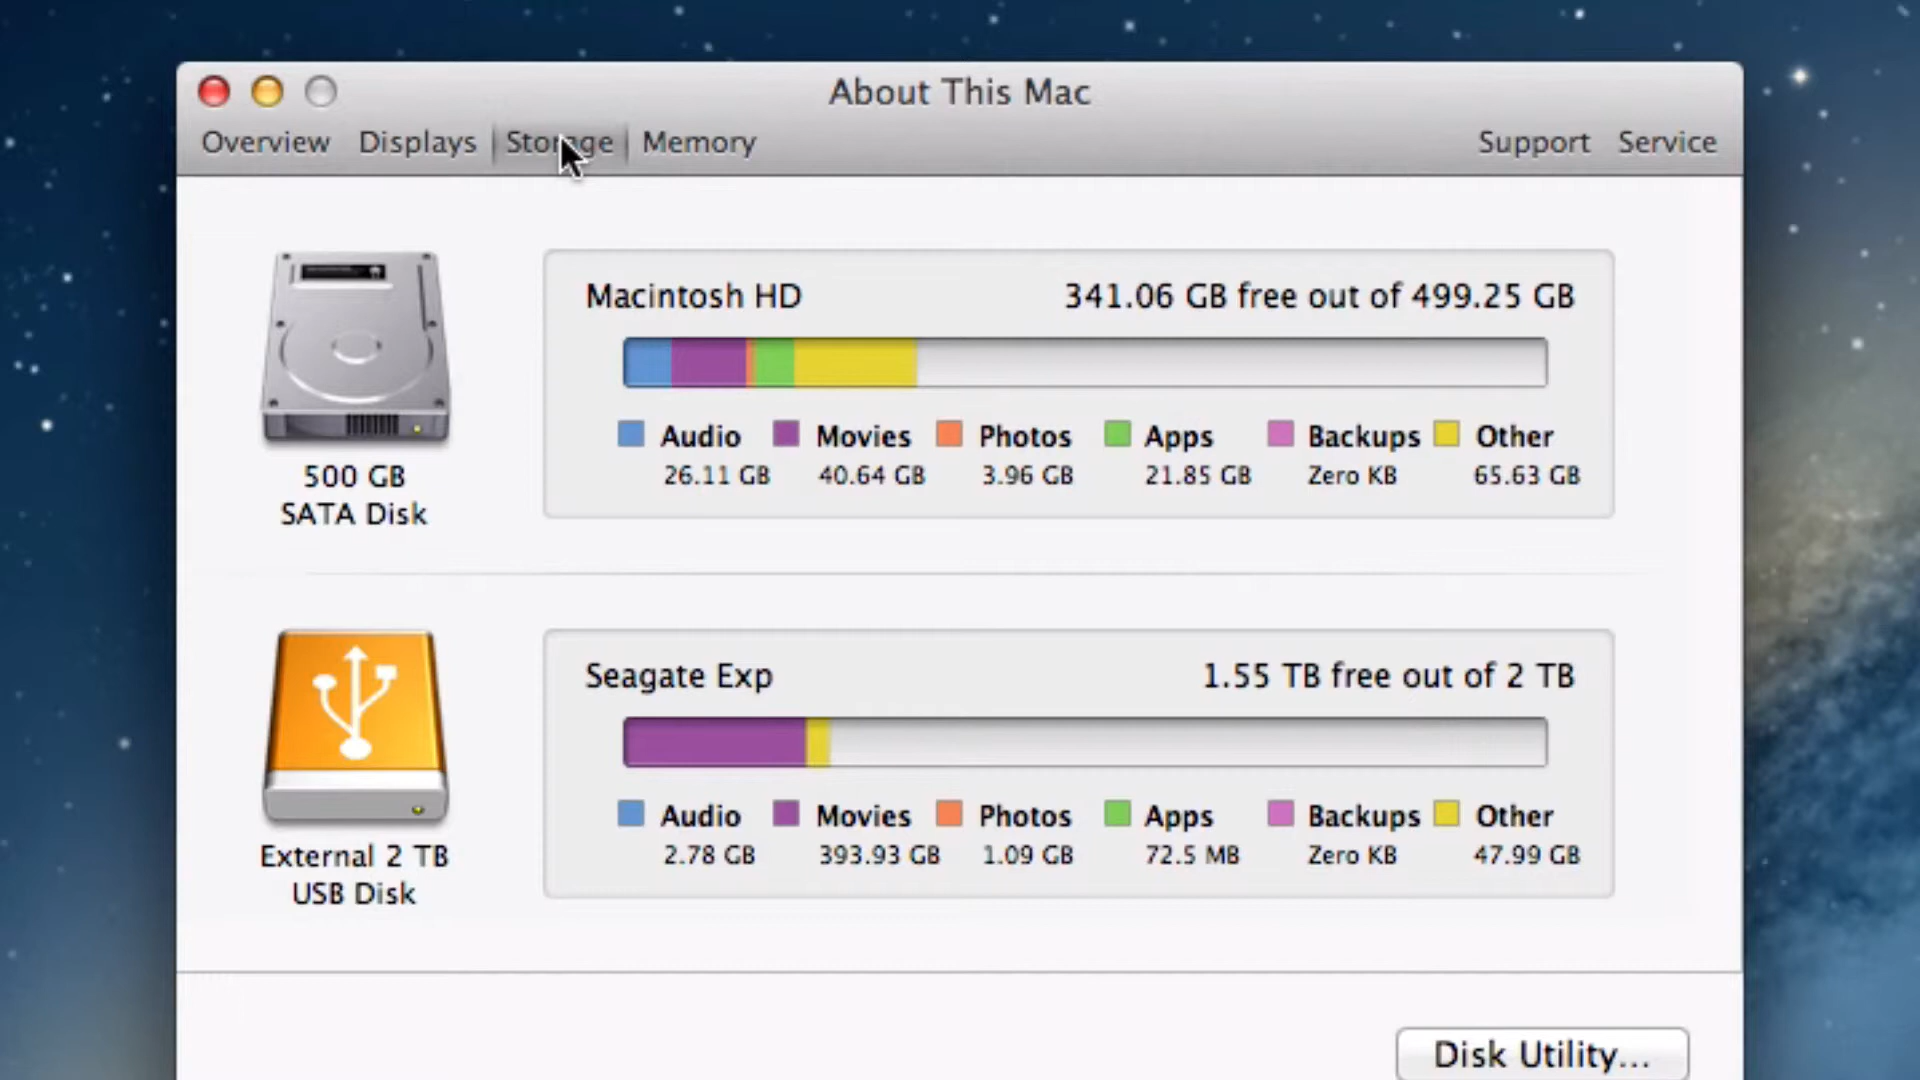 About This Mac
Overview Displays Storage Memory Support Service
Macintosh HD 341.06 GB free out of 499.25 GB
Audio Movies Photos Apps Backups Other
26.11 GB 40.64 GB 3.96 GB 21.85 GB Zero KB 65.63 GB
500 GB
SATA Disk
Seagate Exp 1.55 TB free out of 2 TB
Audio Movies Photos Apps Backups Other
2.78 GB 393.93 GB 1.09 GB 72.5 MB Zero KB 47.99 GB
External 2 TB
USB Disk
Disk Utility...